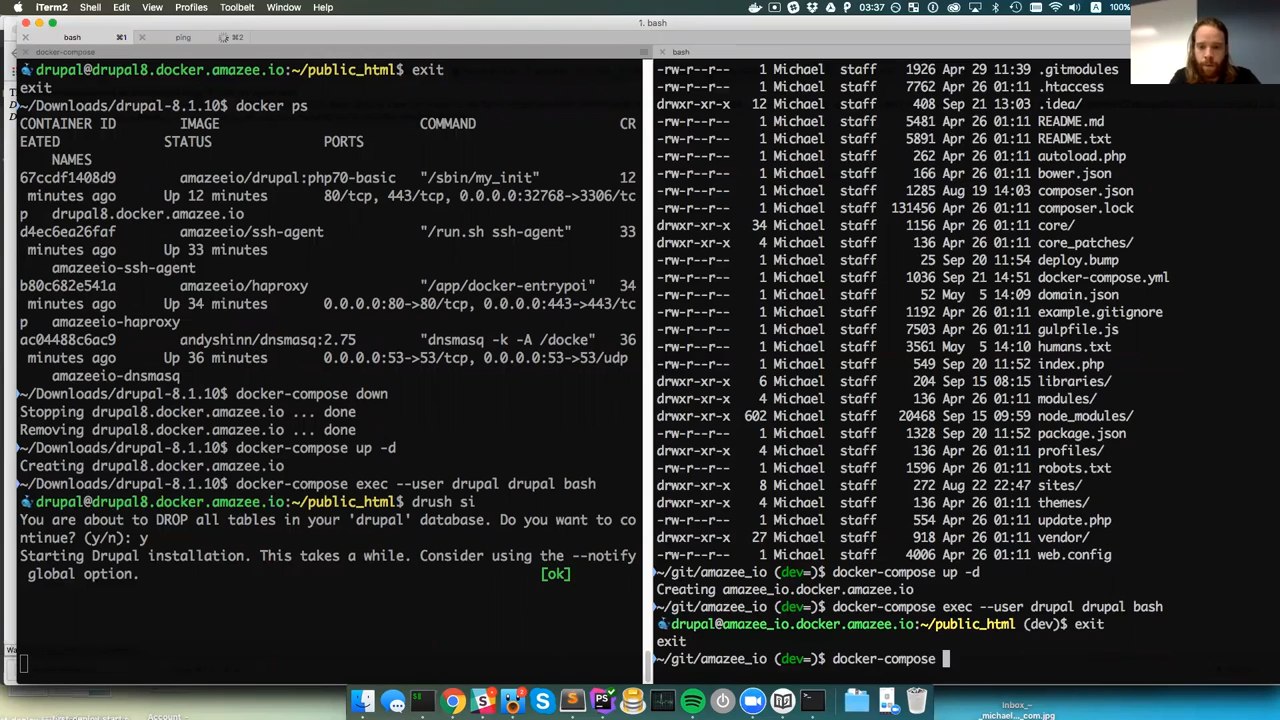 iTerm2 Shell Edit View Profiles Toolbelt Window Help
03:37 100%
1. bash
bash ⌘1 ping ⌘2
docker-compose
drupal@drupal8.docker.amazee.io:~/public_html$ exit
exit
~/Downloads/drupal-8.1.10> docker ps
CONTAINER ID IMAGE COMMAND CR
EATED STATUS PORTS
NAMES
67ccdf1408d9 amazeeio/drupal:php70-basic "/sbin/my_init" 12
minutes ago Up 12 minutes 80/tcp, 443/tcp, 0.0.0.0:32768->3306/tc
p drupal8.docker.amazee.io
d4ec6ea26faf amazeeio/ssh-agent "/run.sh ssh-agent" 33
minutes ago Up 33 minutes
amazeeio-ssh-agent
b80c682e541a amazeeio/haproxy "/app/docker-entrypoi" 34
minutes ago Up 34 minutes 0.0.0.0:80->80/tcp, 0.0.0.0:443->443/tc
p amazeeio-haproxy
ac04488c6ac9 andyshinn/dnsmasq:2.75 "dnsmasq -k -A /docke" 36
minutes ago Up 36 minutes 0.0.0.0:53->53/tcp, 0.0.0.0:53->53/udp
amazeeio-dnsmasq
~/Downloads/drupal-8.1.10> docker-compose down
Stopping drupal8.docker.amazee.io ... done
Removing drupal8.docker.amazee.io ... done
~/Downloads/drupal-8.1.10> docker-compose up -d
Creating drupal8.docker.amazee.io
~/Downloads/drupal-8.1.10> docker-compose exec --user drupal drupal bash
drupal@drupal8.docker.amazee.io:~/public_html$ drush si
You are about to DROP all tables in your 'drupal' database. Do you want to co
ntinue? (y/n): y
Starting Drupal installation. This takes a while. Consider using the --notify
global option. [ok]
bash
-rw-r--r-- 1 Michael staff 1926 Apr 29 11:39 .gitmodules
-rw-r--r-- 1 Michael staff 7762 Apr 26 01:11 .htaccess
drwxr-xr-x 12 Michael staff 408 Sep 21 13:03 .idea/
-rw-r--r-- 1 Michael staff 5481 Apr 26 01:11 README.md
-rw-r--r-- 1 Michael staff 5891 Apr 26 01:11 README.txt
-rw-r--r-- 1 Michael staff 262 Apr 26 01:11 autoload.php
-rw-r--r-- 1 Michael staff 166 Apr 26 01:11 bower.json
-rw-r--r-- 1 Michael staff 1285 Aug 19 14:03 composer.json
-rw-r--r-- 1 Michael staff 131456 Apr 26 01:11 composer.lock
drwxr-xr-x 34 Michael staff 1156 Apr 26 01:11 core/
drwxr-xr-x 4 Michael staff 136 Apr 26 01:11 core_patches/
-rw-r--r-- 1 Michael staff 25 Sep 20 11:54 deploy.bump
-rw-r--r-- 1 Michael staff 1036 Sep 21 14:51 docker-compose.yml
-rw-r--r-- 1 Michael staff 52 May 5 14:09 domain.json
-rw-r--r-- 1 Michael staff 1192 Apr 26 01:11 example.gitignore
-rw-r--r-- 1 Michael staff 7503 Apr 26 01:11 gulpfile.js
-rw-r--r-- 1 Michael staff 3561 May 5 14:10 humans.txt
-rw-r--r-- 1 Michael staff 549 Sep 20 11:52 index.php
drwxr-xr-x 6 Michael staff 204 Sep 15 08:15 libraries/
drwxr-xr-x 4 Michael staff 136 Apr 26 01:11 modules/
drwxr-xr-x 602 Michael staff 20468 Sep 15 09:59 node_modules/
-rw-r--r-- 1 Michael staff 1328 Sep 20 11:52 package.json
drwxr-xr-x 4 Michael staff 136 Apr 26 01:11 profiles/
-rw-r--r-- 1 Michael staff 1596 Apr 26 01:11 robots.txt
drwxr-xr-x 8 Michael staff 272 Aug 22 22:47 sites/
drwxr-xr-x 4 Michael staff 136 Apr 26 01:11 themes/
-rw-r--r-- 1 Michael staff 554 Apr 26 01:11 update.php
drwxr-xr-x 27 Michael staff 918 Apr 26 01:11 vendor/
-rw-r--r-- 1 Michael staff 4006 Apr 26 01:11 web.config
~/git/amazee_io (dev=)> docker-compose up -d
Creating amazee_io.docker.amazee.io
~/git/amazee_io (dev=)> docker-compose exec --user drupal drupal bash
drupal@amazee_io.docker.amazee.io:~/public_html (dev)$ exit
exit
~/git/amazee_io (dev=)> docker-compose
Inbox_–
_michael..._com.jpg